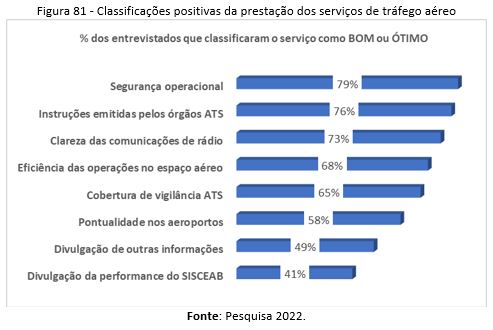 Figura 81 - Classificações positivas da prestação dos serviços de tráfego aéreo
% dos entrevistados que classificaram o serviço como BOM ou ÓTIMO
Segurança operacional 79%
Instruções emitidas pelos órgãos ATS 76%
Clareza das comunicações de rádio 73%
Eficiência das operações no espaço aéreo 68%
Cobertura de vigilância ATS 65%
Pontualidade nos aeroportos 58%
Divulgação de outras informações 49%
Divulgação da performance do SISCEAB 41%
Fonte: Pesquisa 2022.